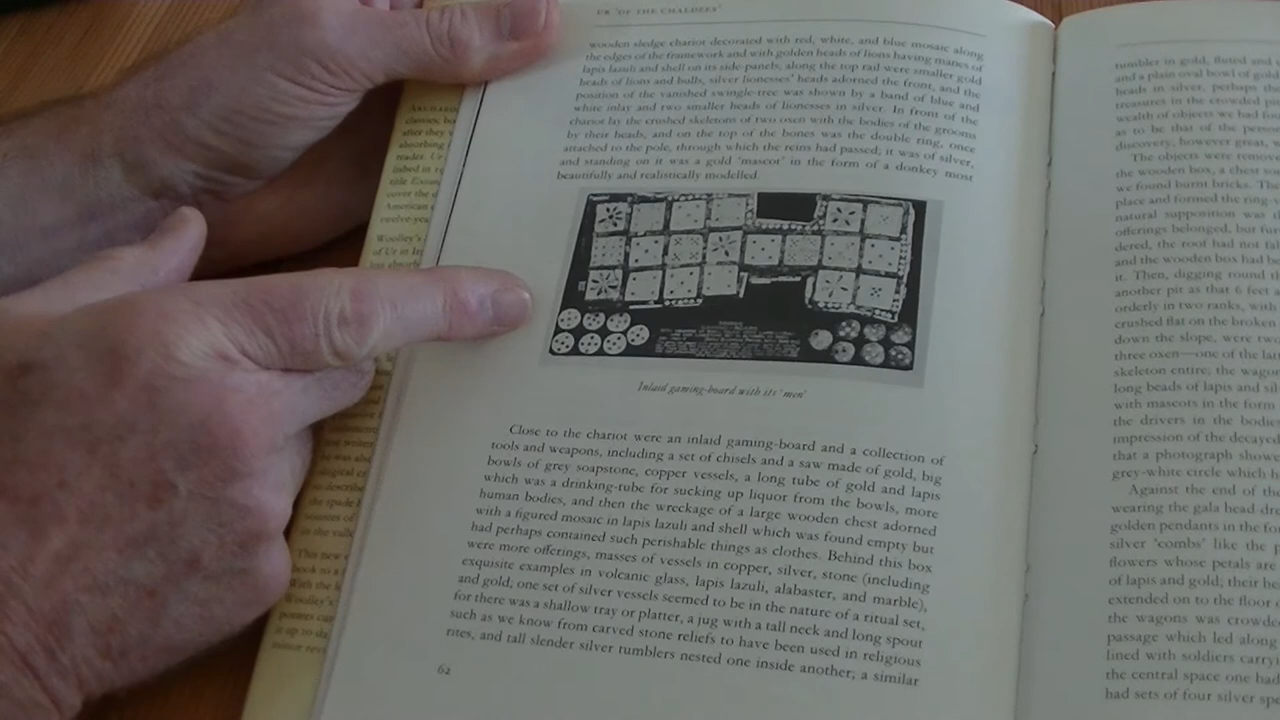 UR 'OF THE CHALDEES'
wooden sledge chariot decorated with red, white, and blue mosaic along
the edges of the framework and with golden heads of lions having manes of
lapis lazuli and shell on its side-panels, along the top rail were smaller gold
heads of lions and bulls, silver lionesses' heads adorned the front, and the
position of the vanished swingle-tree was shown by a band of blue and
white inlay and two smaller heads of lionesses in silver. In front of the
chariot lay the crushed skeletons of two oxen with the bodies of the grooms
by their heads, and on the top of the bones was the double ring, once
attached to the pole, through which the reins had passed; it was of silver,
and standing on it was a gold 'mascot' in the form of a donkey most
beautifully and realistically modelled.
Inlaid gaming-board with its 'men'
Close to the chariot were an inlaid gaming-board and a collection of
tools and weapons, including a set of chisels and a saw made of gold, big
bowls of grey soapstone, copper vessels, a long tube of gold and lapis
which was a drinking-tube for sucking up liquor from the bowls, more
human bodies, and then the wreckage of a large wooden chest adorned
with a figured mosaic in lapis lazuli and shell which was found empty but
had perhaps contained such perishable things as clothes. Behind this box
were more offerings, masses of vessels in copper, silver, stone (including
exquisite examples in volcanic glass, lapis lazuli, alabaster, and marble),
and gold; one set of silver vessels seemed to be in the nature of a ritual set,
for there was a shallow tray or platter, a jug with a tall neck and long spout
such as we know from carved stone reliefs to have been used in religious
rites, and tall slender silver tumblers nested one inside another; a similar
62
tumbler in gold, fluted and
and a plain oval bowl of gold
heads in silver, perhaps
treasures in the crowded
wealth of objects we had
as to be that of the
discovery, however great,
The objects were
the wooden box, a chest
we found burnt bricks.
place and formed the
natural supposition was
offerings belonged, but
dered, the roof had not
and the wooden box had
it. Then, digging round
another pit as that 6 feet
orderly in two ranks, with
crushed flat on the broken
down the slope, were
three oxen—one of the
skeleton entire, the
long beads of lapis and
with mascots in the form
the drivers in the
impression of the decayed
that a photograph
grey-white circle which
Against the end of the
wearing the gala head
golden pendants in the
silver 'combs' like the
flowers whose petals are
of lapis and gold; their
extended on to the floor
the wagons was
passage which led along
lined with soldiers
the central space one had
had sets of four silver